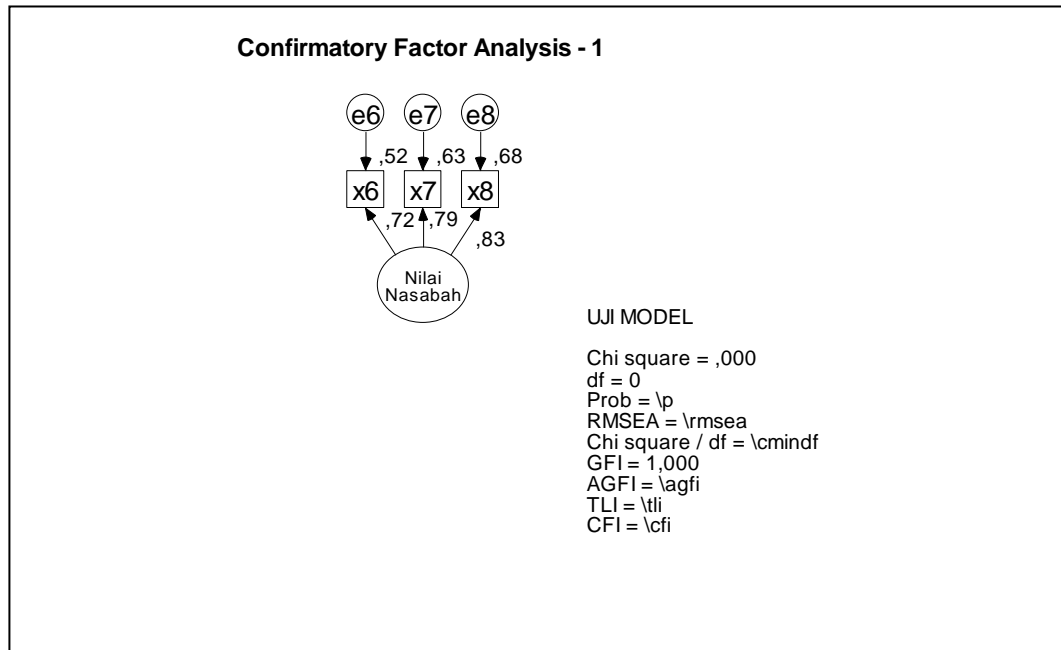 Confirmatory Factor Analysis - 1
e6 e7 e8
,52 ,63 ,68
x6 x7 x8
,72 ,79
,83
Nilai
Nasabah
UJI MODEL
Chi square = ,000
df = 0
Prob = \p
RMSEA = \rmsea
Chi square / df = \cmindf
GFI = 1,000
AGFI = \agfi
TLI = \tli
CFI = \cfi